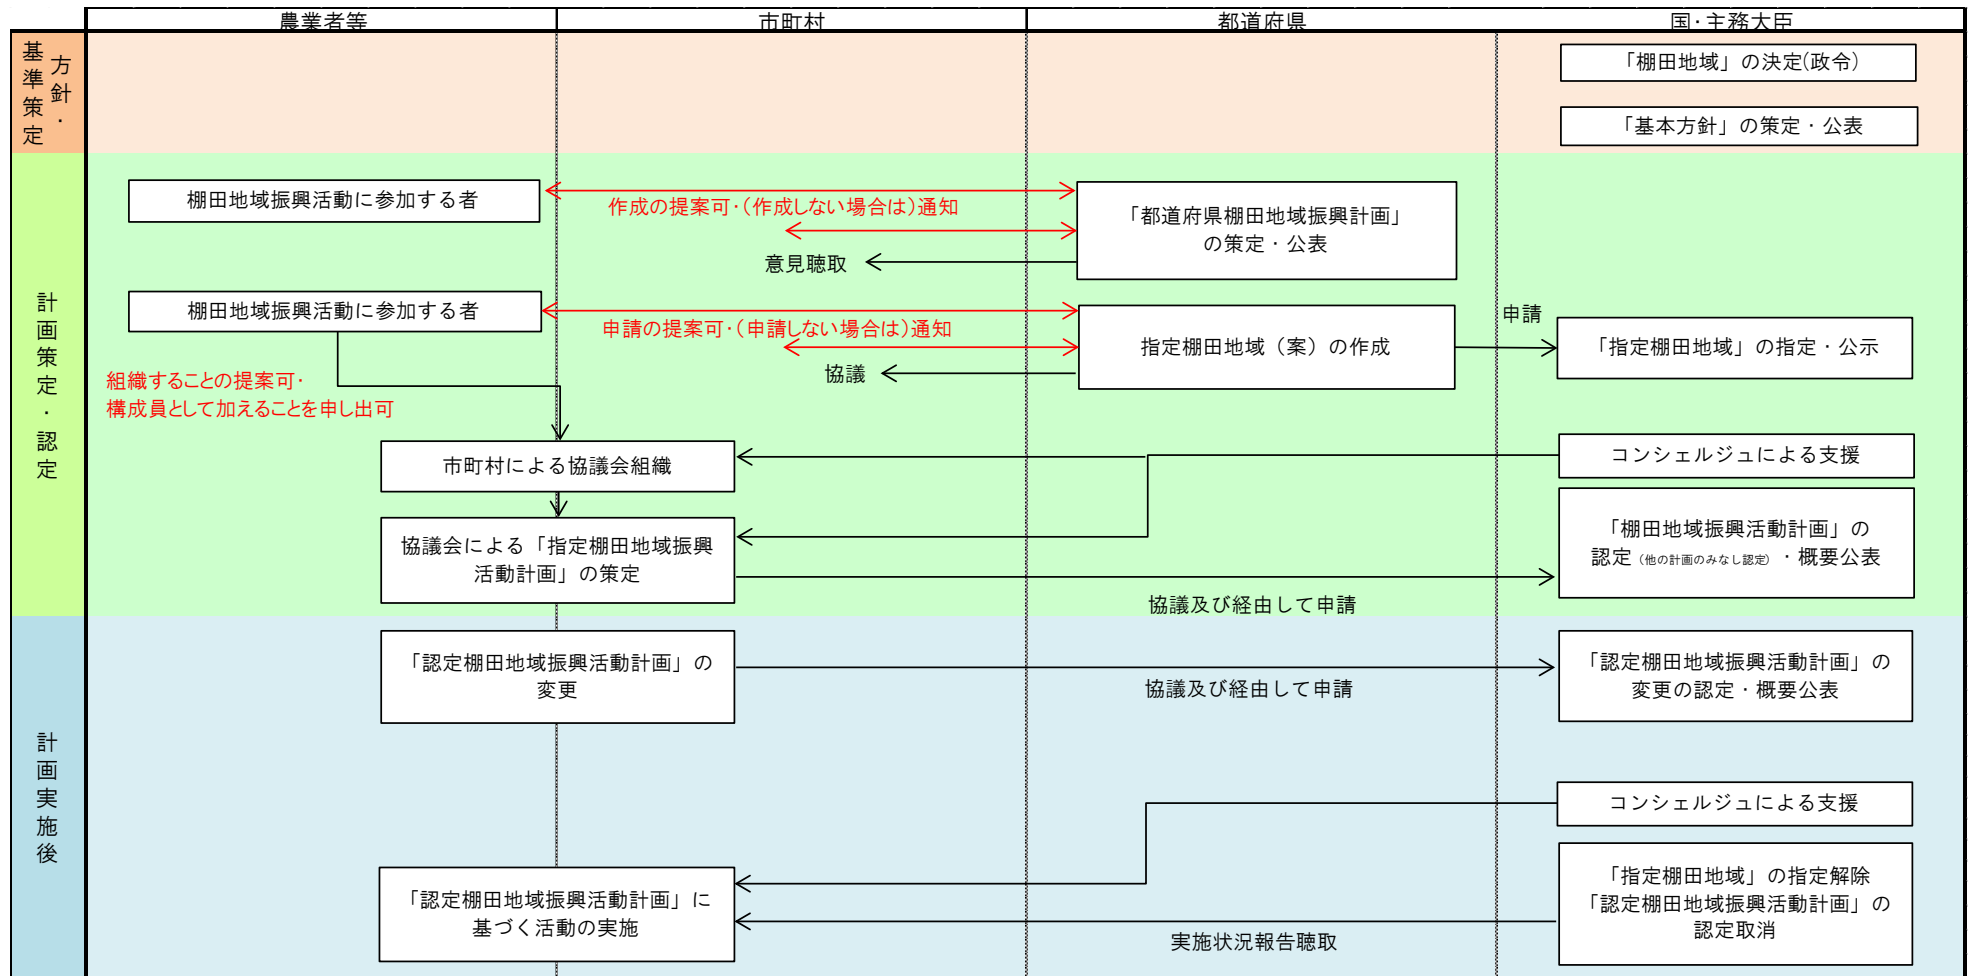 農業者等
市町村
都道府県
国・主務大臣
方針・
基準策定
「棚田地域」の決定(政令)
「基本方針」の策定・公表
計画策定・認定
棚田地域振興活動に参加する者
作成の提案可・(作成しない場合は)通知
意見聴取
「都道府県棚田地域振興計画」
の策定・公表
棚田地域振興活動に参加する者
申請の提案可・(申請しない場合は)通知
協議
指定棚田地域（案）の作成
申請
「指定棚田地域」の指定・公示
組織することの提案可・
構成員として加えることを申し出可
市町村による協議会組織
コンシェルジュによる支援
協議会による「指定棚田地域振興
活動計画」の策定
協議及び経由して申請
「棚田地域振興活動計画」の
認定（他の計画のみなし認定）・概要公表
計画実施後
「認定棚田地域振興活動計画」の
変更
協議及び経由して申請
「認定棚田地域振興活動計画」の
変更の認定・概要公表
コンシェルジュによる支援
「認定棚田地域振興活動計画」に
基づく活動の実施
実施状況報告聴取
「指定棚田地域」の指定解除
「認定棚田地域振興活動計画」の
認定取消